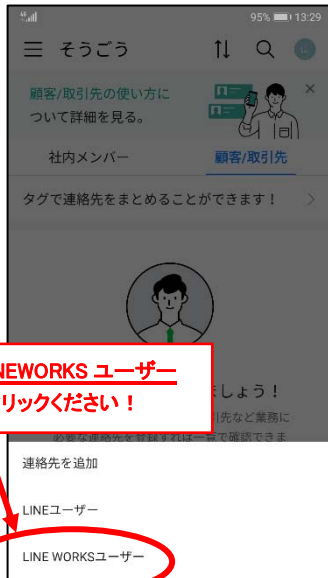 95% 13:29
そうごう
顧客/取引先の使い方に
ついて詳細を見る。
社内メンバー
顧客/取引先
タグで連絡先をまとめることができます！
NEWORKS ユーザー
リックください！
しょう！
先など業務に
必要な連絡先を登録すれば一覧で確認できま
連絡先を追加
LINEユーザー
LINE WORKSユーザー